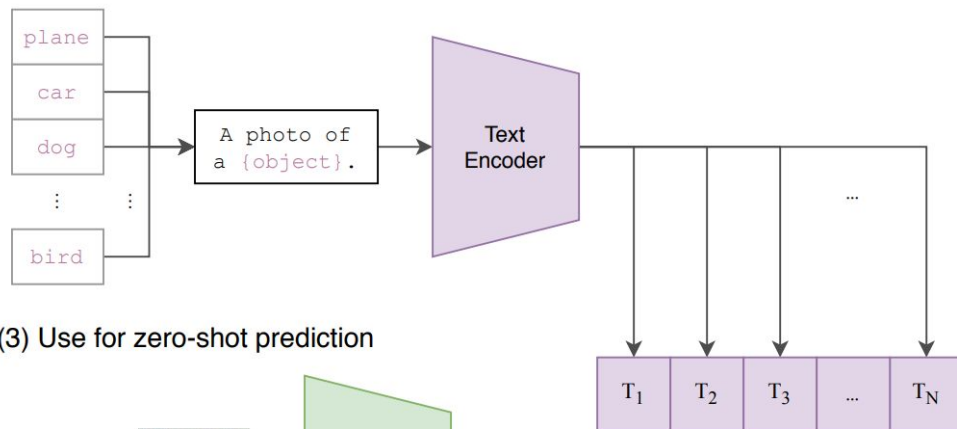 plane
car
dog
⋮ ⋮
bird
A photo of
a {object}.
Text
Encoder
...
(3) Use for zero-shot prediction
T1 T2 T3 ... TN